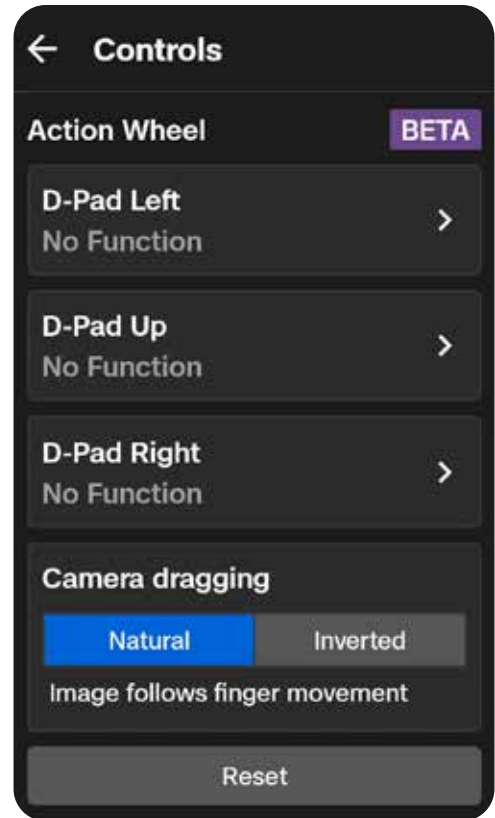 Controls
Action Wheel BETA
D-Pad Left
No Function
D-Pad Up
No Function
D-Pad Right
No Function
Camera dragging
Natural Inverted
Image follows finger movement
Reset